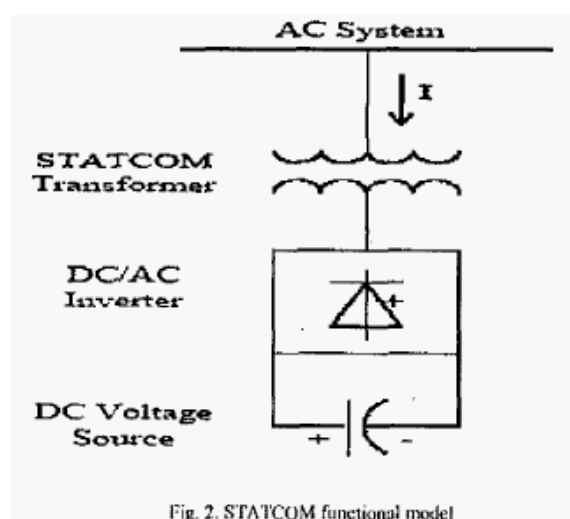 AC System
I
STATCOM
Transformer
DC/AC
Inverter
+
DC Voltage
Source
+ -
Fig. 2. STATCOM functional model